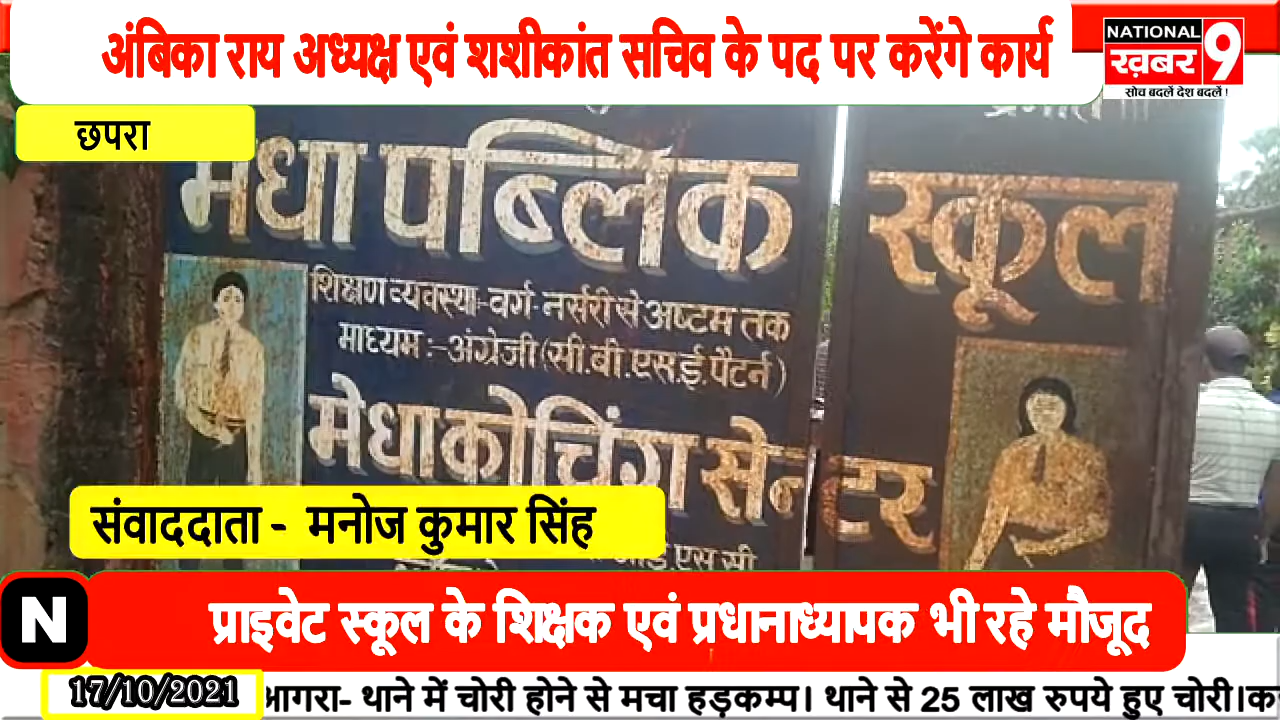 अंबिका राय अध्यक्ष एवं शशीकांत सचिव के पद पर करेंगे कार्य
NATIONAL
ख़बर 9
सोच बदलें देश बदलें !
छपरा
मेधा पब्लिक स्कूल
शिक्षण व्यवस्था-वर्ग-नर्सरी से अष्टम तक
माध्यम :-अंग्रेजी (सी.बी.एस.ई.पैटर्न)
मेधा कोचिंग सेन्टर
संवाददाता - मनोज कुमार सिंह
एस.सी
N
प्राइवेट स्कूल के शिक्षक एवं प्रधानाध्यापक भी रहे मौजूद
17/10/2021
आगरा- थाने में चोरी होने से मचा हड़कम्प। थाने से 25 लाख रुपये हुए चोरी।